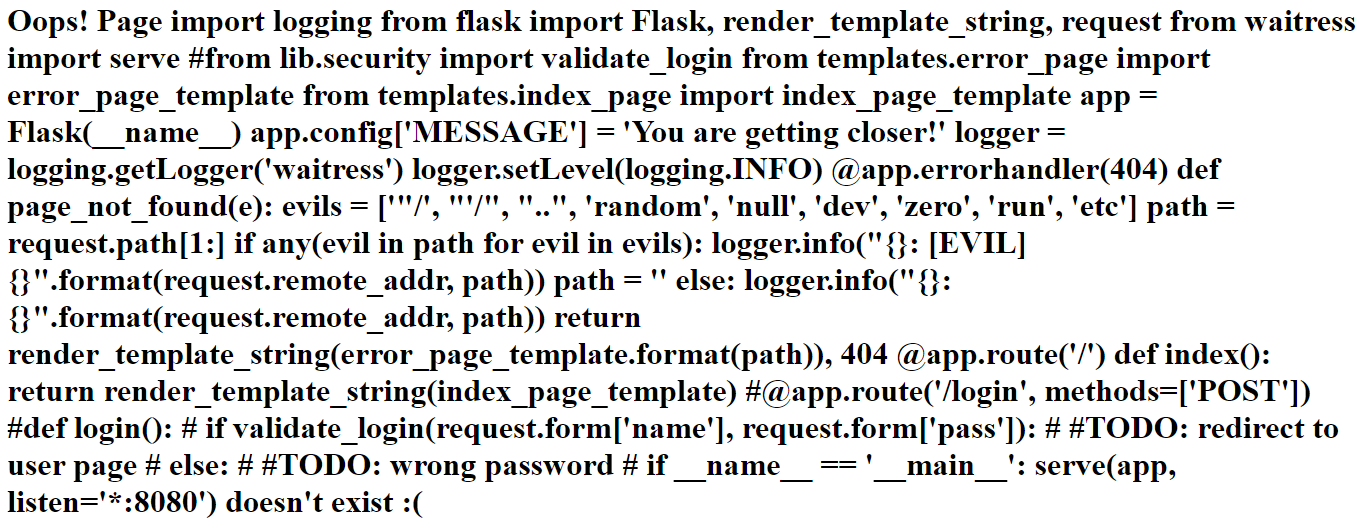 Oops! Page import logging from flask import Flask, render_template_string, request from waitress
import serve #from lib.security import validate_login from templates.error_page import
error_page_template from templates.index_page import index_page_template app =
Flask(__name__) app.config['MESSAGE'] = 'You are getting closer!' logger =
logging.getLogger('waitress') logger.setLevel(logging.INFO) @app.errorhandler(404) def
page_not_found(e): evils = ['"/', "'/", "..", 'random', 'null', 'dev', 'zero', 'run', 'etc'] path =
request.path[1:] if any(evil in path for evil in evils): logger.info("{}: [EVIL]
{}".format(request.remote_addr, path)) path = '' else: logger.info("{}:
{}".format(request.remote_addr, path)) return
render_template_string(error_page_template.format(path)), 404 @app.route('/') def index():
return render_template_string(index_page_template) #@app.route('/login', methods=['POST'])
#def login(): # if validate_login(request.form['name'], request.form['pass']): # #TODO: redirect to
user page # else: # #TODO: wrong password # if __name__ == '__main__': serve(app,
listen='*:8080') doesn't exist :(